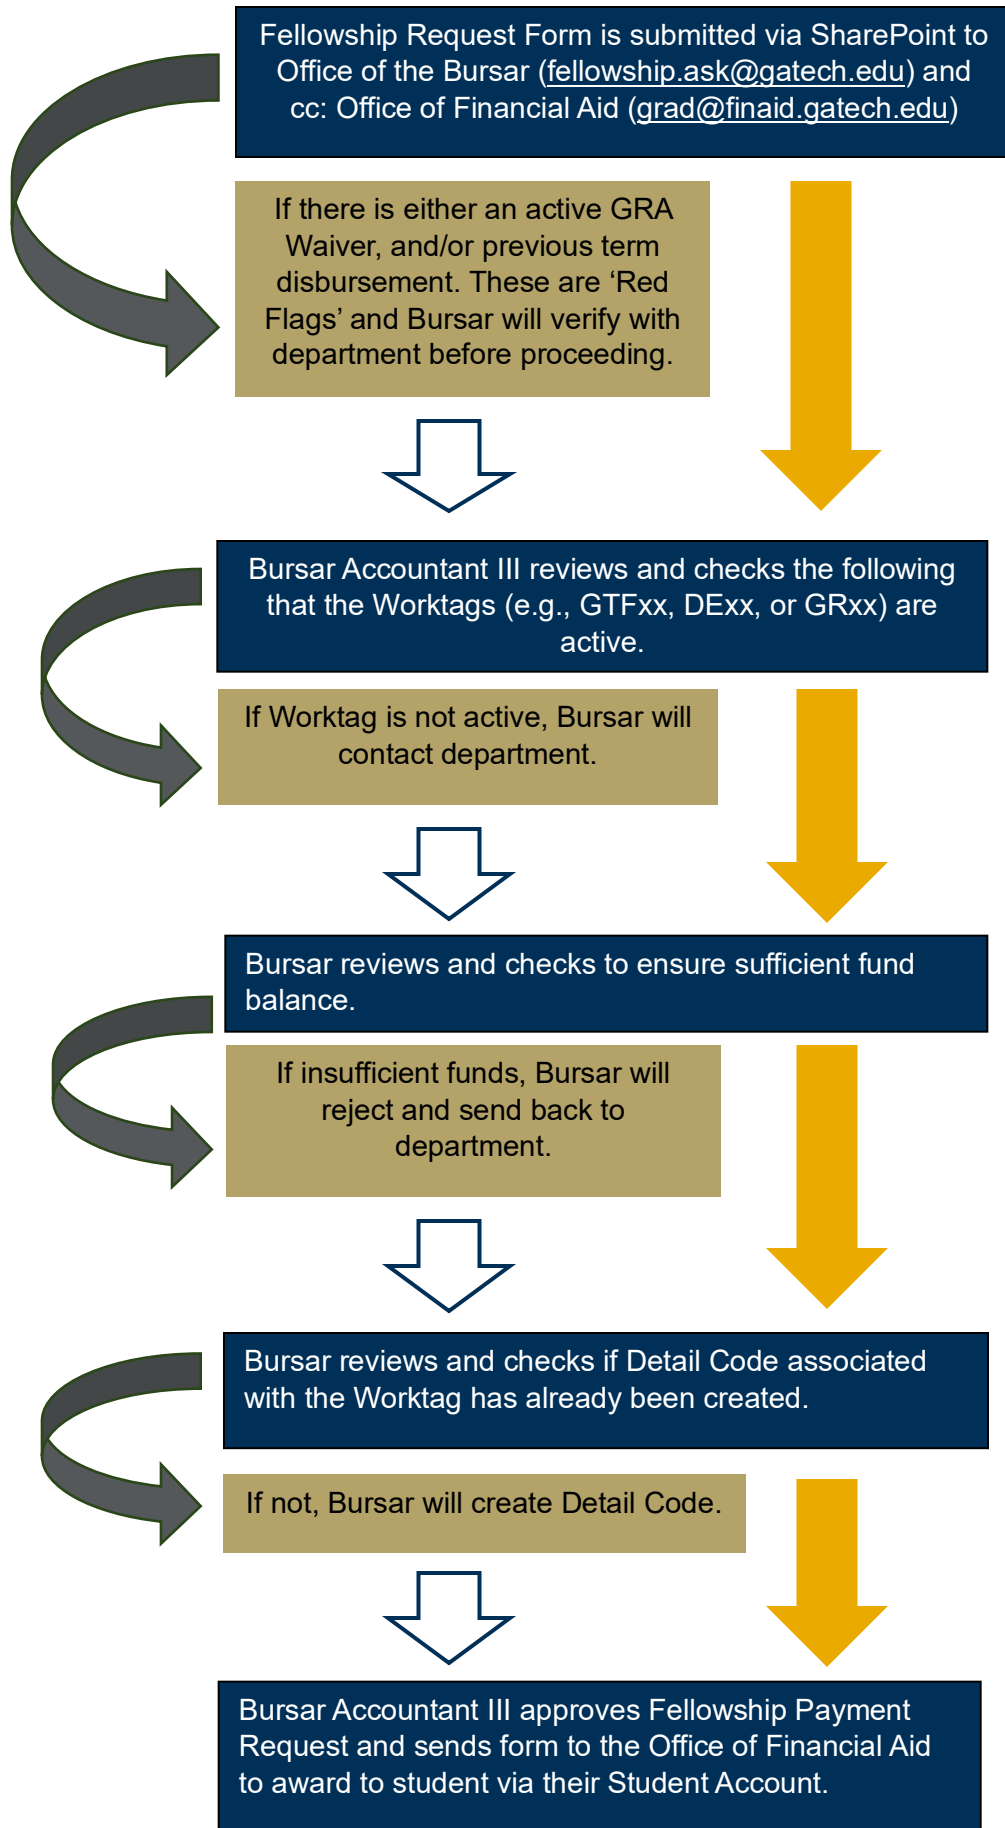 Fellowship Request Form is submitted via SharePoint to
Office of the Bursar (fellowship.ask@gatech.edu) and
cc: Office of Financial Aid (grad@finaid.gatech.edu)
If there is either an active GRA
Waiver, and/or previous term
disbursement. These are ‘Red
Flags’ and Bursar will verify with
department before proceeding.
Bursar Accountant III reviews and checks the following
that the Worktags (e.g., GTFxx, DExx, or GRxx) are
active.
If Worktag is not active, Bursar will
contact department.
Bursar reviews and checks to ensure sufficient fund
balance.
If insufficient funds, Bursar will
reject and send back to
department.
Bursar reviews and checks if Detail Code associated
with the Worktag has already been created.
If not, Bursar will create Detail Code.
Bursar Accountant III approves Fellowship Payment
Request and sends form to the Office of Financial Aid
to award to student via their Student Account.